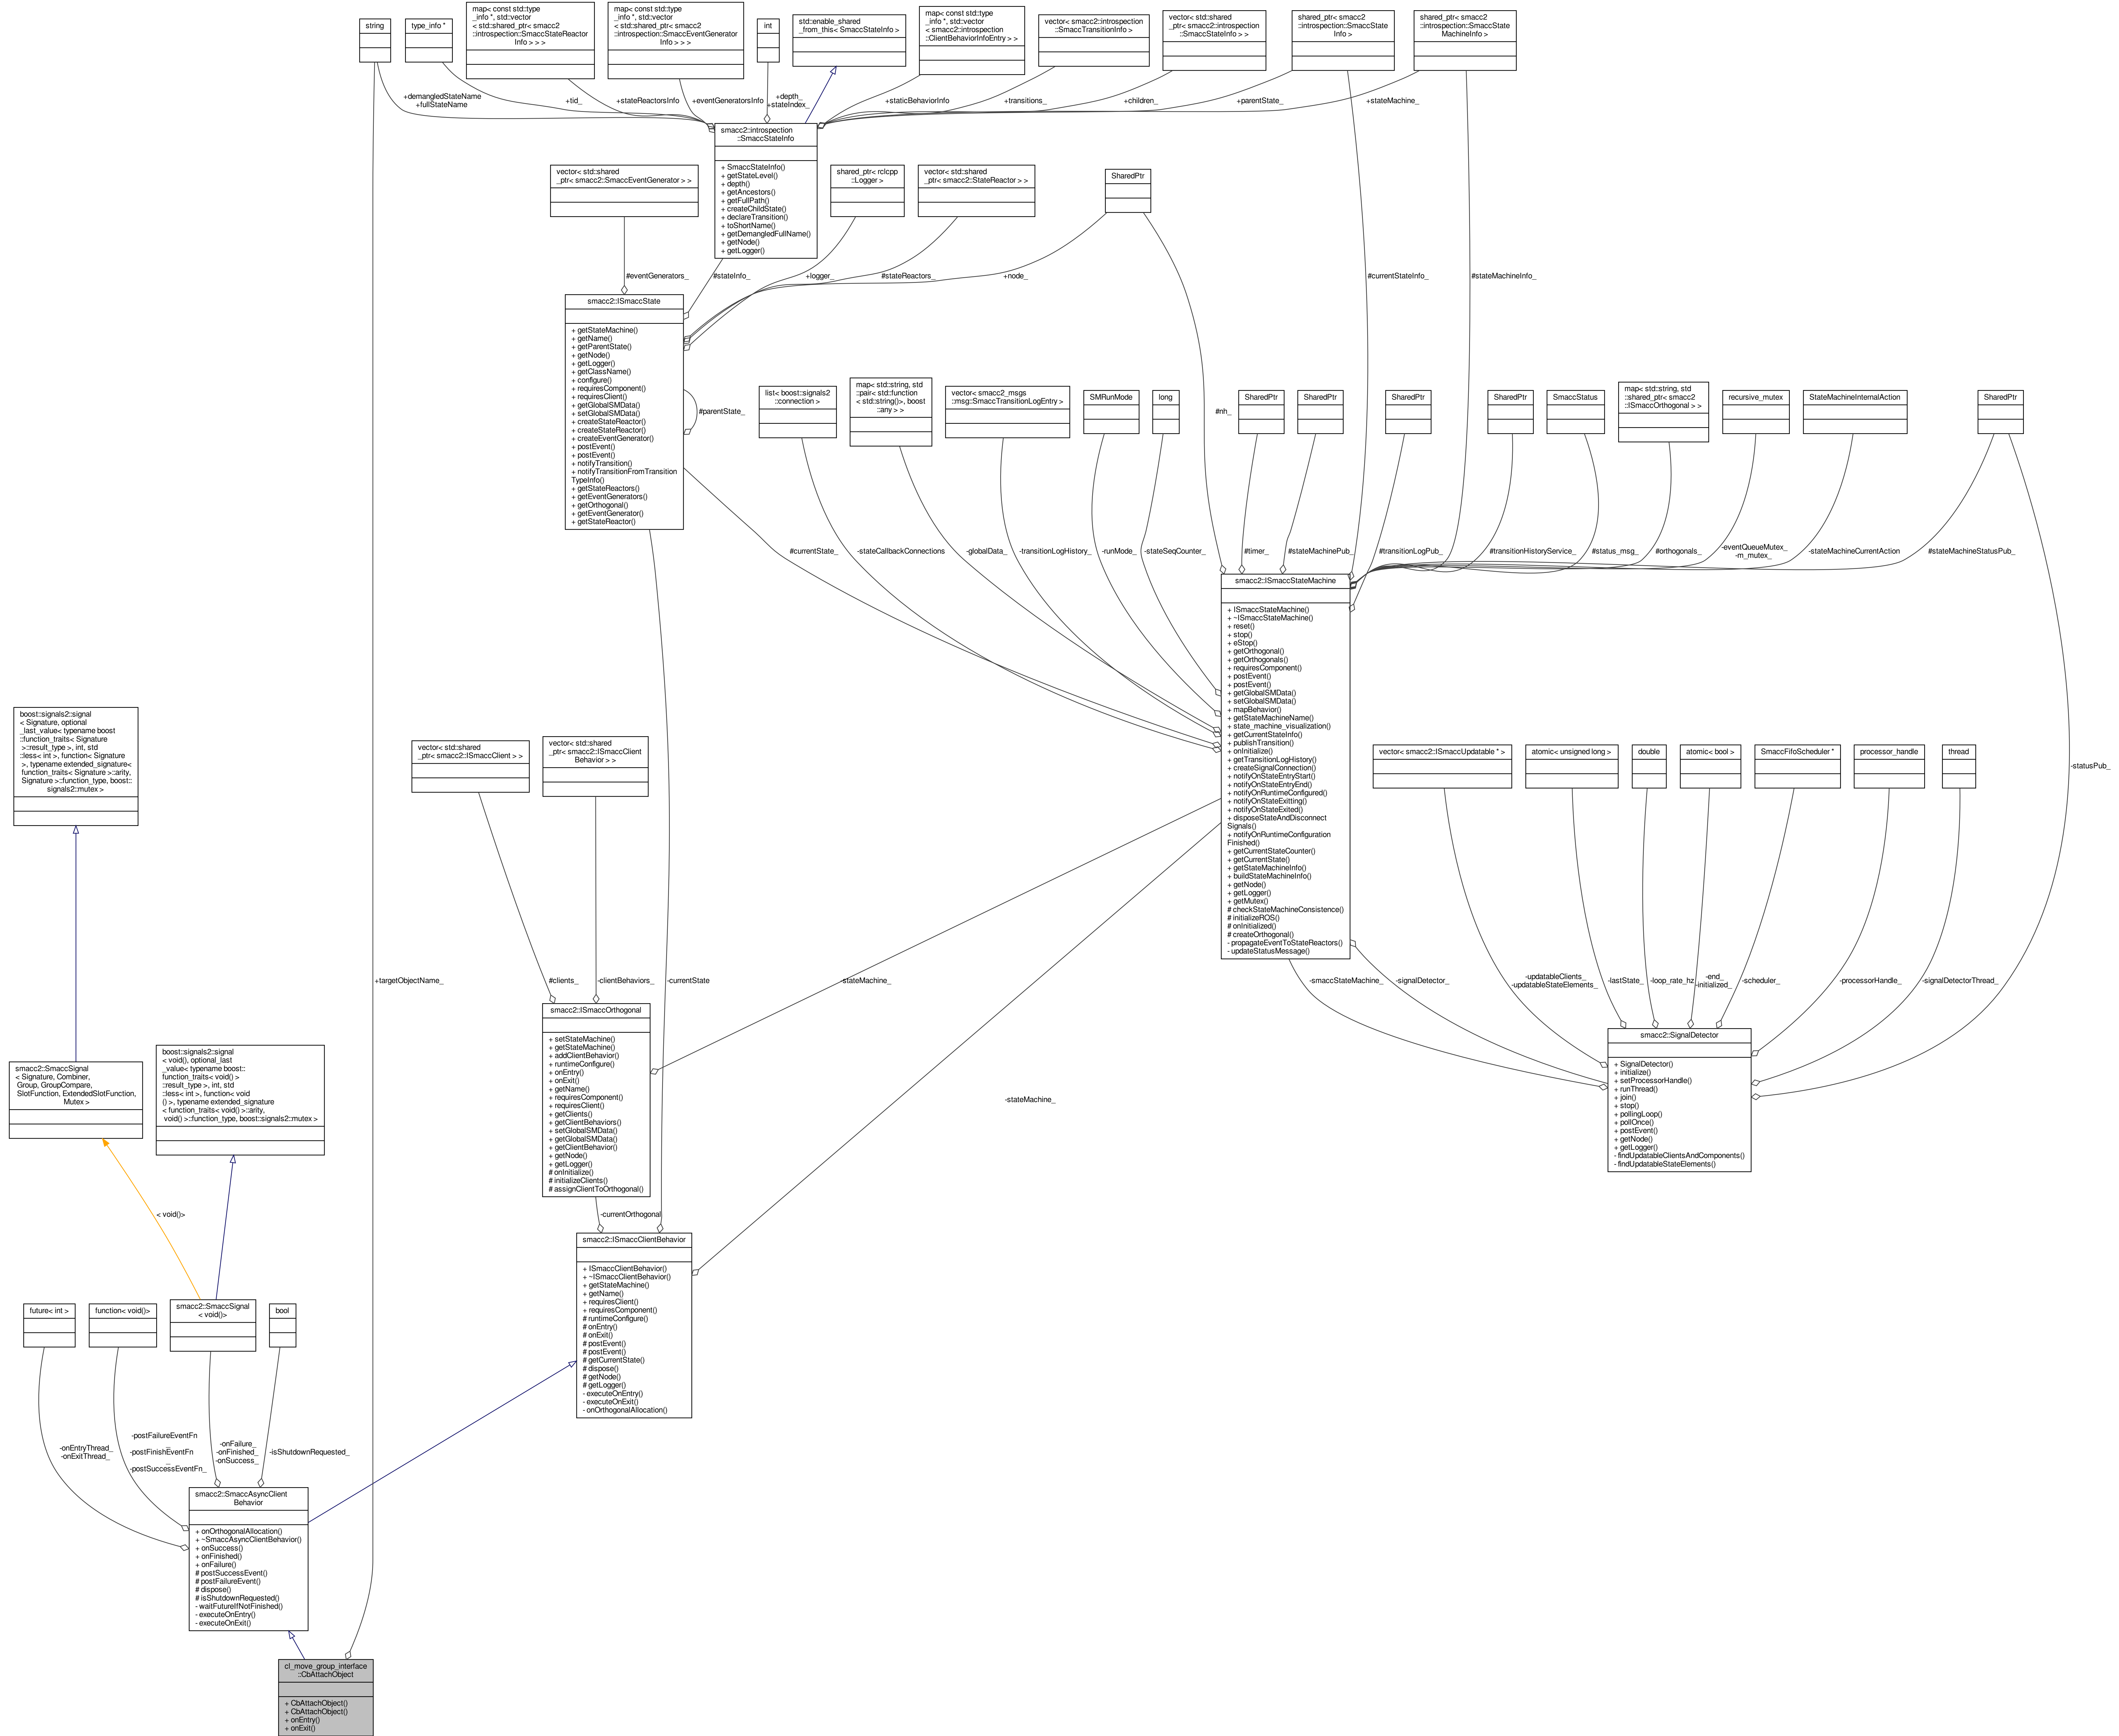 string
type_info *
map< const std::type
_info *, std::vector
< std::shared_ptr< smacc2
::introspection::SmaccStateReactor
Info > > >
map< const std::type
_info *, std::vector
< std::shared_ptr< smacc2
::introspection::SmaccEventGenerator
Info > > >
int
std::enable_shared
_from_this< SmaccStateInfo >
map< const std::type
_info *, std::vector
< smacc2::introspection
::ClientBehaviorInfoEntry > >
vector< smacc2::introspection
::SmaccTransitionInfo >
vector< std::shared
_ptr< smacc2::introspection
::SmaccStateInfo > >
shared_ptr< smacc2
::introspection::SmaccState
Info >
shared_ptr< smacc2
::introspection::SmaccState
MachineInfo >
+demangledStateName
+fullStateName
+tid_
+stateReactorsInfo
+eventGeneratorsInfo
+depth_
+stateIndex_
+staticBehaviorInfo
+transitions_
+children_
+parentState_
+stateMachine_
smacc2::introspection
::SmaccStateInfo
+ SmaccStateInfo()
+ getStateLevel()
+ depth()
+ getAncestors()
+ getFullPath()
+ createChildState()
+ declareTransition()
+ toShortName()
+ getDemangledFullName()
+ getNode()
+ getLogger()
vector< std::shared
_ptr< smacc2::SmaccEventGenerator > >
shared_ptr< rclcpp
::Logger >
vector< std::shared
_ptr< smacc2::StateReactor > >
SharedPtr
#eventGenerators_
#stateInfo_
+logger_
#stateReactors_
+node_
#currentStateInfo_
#stateMachineInfo_
smacc2::ISmaccState
+ getStateMachine()
+ getName()
+ getParentState()
+ getNode()
+ getLogger()
+ getClassName()
+ configure()
+ requiresComponent()
+ requiresClient()
+ getGlobalSMData()
+ setGlobalSMData()
+ createStateReactor()
+ createStateReactor()
+ createEventGenerator()
+ postEvent()
+ postEvent()
+ notifyTransition()
+ notifyTransitionFromTransition
TypeInfo()
+ getStateReactors()
+ getEventGenerators()
+ getOrthogonal()
+ getEventGenerator()
+ getStateReactor()
#parentState_
list< boost::signals2
::connection >
map< std::string, std
::pair< std::function
< std::string()>, boost
::any > >
vector< smacc2_msgs
::msg::SmaccTransitionLogEntry >
SMRunMode
long
#nh_
SharedPtr
SharedPtr
SharedPtr
SharedPtr
SmaccStatus
map< std::string, std
::shared_ptr< smacc2
::ISmaccOrthogonal > >
recursive_mutex
StateMachineInternalAction
SharedPtr
#currentState_
-stateCallbackConnections
-globalData_
-transitionLogHistory_
-runMode_
-stateSeqCounter_
#timer_
#stateMachinePub_
#transitionLogPub_
#transitionHistoryService_
#status_msg_
#orthogonals_
-eventQueueMutex_
-m_mutex_
-stateMachineCurrentAction
#stateMachineStatusPub_
smacc2::ISmaccStateMachine
+ ISmaccStateMachine()
+ ~ISmaccStateMachine()
+ reset()
+ stop()
+ eStop()
+ getOrthogonal()
+ getOrthogonals()
+ requiresComponent()
+ postEvent()
+ postEvent()
+ getGlobalSMData()
+ setGlobalSMData()
+ mapBehavior()
+ getStateMachineName()
+ state_machine_visualization()
+ getCurrentStateInfo()
+ publishTransition()
+ onInitialize()
+ getTransitionLogHistory()
+ createSignalConnection()
+ notifyOnStateEntryStart()
+ notifyOnStateEntryEnd()
+ notifyOnRuntimeConfigured()
+ notifyOnStateExitting()
+ notifyOnStateExited()
+ disposeStateAndDisconnect
Signals()
+ notifyOnRuntimeConfiguration
Finished()
+ getCurrentStateCounter()
+ getCurrentState()
+ getStateMachineInfo()
+ buildStateMachineInfo()
+ getNode()
+ getLogger()
+ getMutex()
# checkStateMachineConsistence()
# initializeROS()
# onInitialized()
# createOrthogonal()
- propagateEventToStateReactors()
- updateStatusMessage()
boost::signals2::signal
< Signature, optional
_last_value< typename boost
::function_traits< Signature
>::result_type >, int, std
::less< int >, function< Signature
>, typename extended_signature<
function_traits< Signature >::arity,
Signature >::function_type, boost::
signals2::mutex >
vector< std::shared
_ptr< smacc2::ISmaccClient > >
vector< std::shared
_ptr< smacc2::ISmaccClient
Behavior > >
vector< smacc2::ISmaccUpdatable * >
atomic< unsigned long >
double
atomic< bool >
SmaccFifoScheduler *
processor_handle
thread
-statusPub_
+targetObjectName_
#clients_
-clientBehaviors_
-currentState
-stateMachine_
-smaccStateMachine_
-signalDetector_
-updatableClients_
-updatableStateElements_
-lastState_
-loop_rate_hz
-end_
-initialized_
-scheduler_
-processorHandle_
-signalDetectorThread_
smacc2::ISmaccOrthogonal
+ setStateMachine()
+ getStateMachine()
+ addClientBehavior()
+ runtimeConfigure()
+ onEntry()
+ onExit()
+ getName()
+ requiresComponent()
+ requiresClient()
+ getClients()
+ getClientBehaviors()
+ setGlobalSMData()
+ getGlobalSMData()
+ getClientBehavior()
+ getNode()
+ getLogger()
# onInitialize()
# initializeClients()
# assignClientToOrthogonal()
smacc2::SignalDetector
+ SignalDetector()
+ initialize()
+ setProcessorHandle()
+ runThread()
+ join()
+ stop()
+ pollingLoop()
+ pollOnce()
+ postEvent()
+ getNode()
+ getLogger()
- findUpdatableClientsAndComponents()
- findUpdatableStateElements()
smacc2::SmaccSignal
< Signature, Combiner,
Group, GroupCompare,
SlotFunction, ExtendedSlotFunction,
Mutex >
boost::signals2::signal
< void(), optional_last
_value< typename boost::
function_traits< void() >
::result_type >, int, std
::less< int >, function< void
() >, typename extended_signature
< function_traits< void() >::arity,
void() >::function_type, boost::signals2::mutex >
-stateMachine_
< void()>
-currentOrthogonal
smacc2::ISmaccClientBehavior
+ ISmaccClientBehavior()
+ ~ISmaccClientBehavior()
+ getStateMachine()
+ getName()
+ requiresClient()
+ requiresComponent()
# runtimeConfigure()
# onEntry()
# onExit()
# postEvent()
# postEvent()
# getCurrentState()
# dispose()
# getNode()
# getLogger()
- executeOnEntry()
- executeOnExit()
- onOrthogonalAllocation()
future< int >
function< void()>
smacc2::SmaccSignal
< void()>
bool
-onEntryThread_
-onExitThread_
-postFailureEventFn
_
-postFinishEventFn
_
-postSuccessEventFn_
-onFailure_
-onFinished_
-onSuccess_
-isShutdownRequested_
smacc2::SmaccAsyncClient
Behavior
+ onOrthogonalAllocation()
+ ~SmaccAsyncClientBehavior()
+ onSuccess()
+ onFinished()
+ onFailure()
# postSuccessEvent()
# postFailureEvent()
# dispose()
# isShutdownRequested()
- waitFutureIfNotFinished()
- executeOnEntry()
- executeOnExit()
cl_move_group_interface
::CbAttachObject
+ CbAttachObject()
+ CbAttachObject()
+ onEntry()
+ onExit()